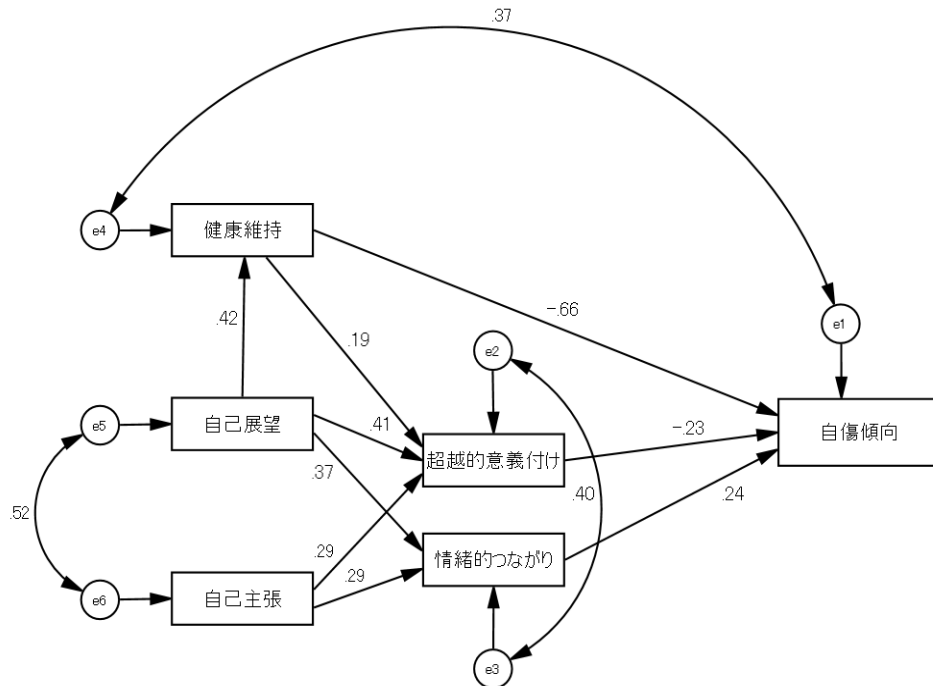 .37
e4
健康維持
.42
.19
-.66
e1
e2
e5
自己展望
.41
-.23
自傷傾向
超越的意義付け
.37
.24
.40
.52
.29
情緒的つながり
.29
e6
自己主張
e3